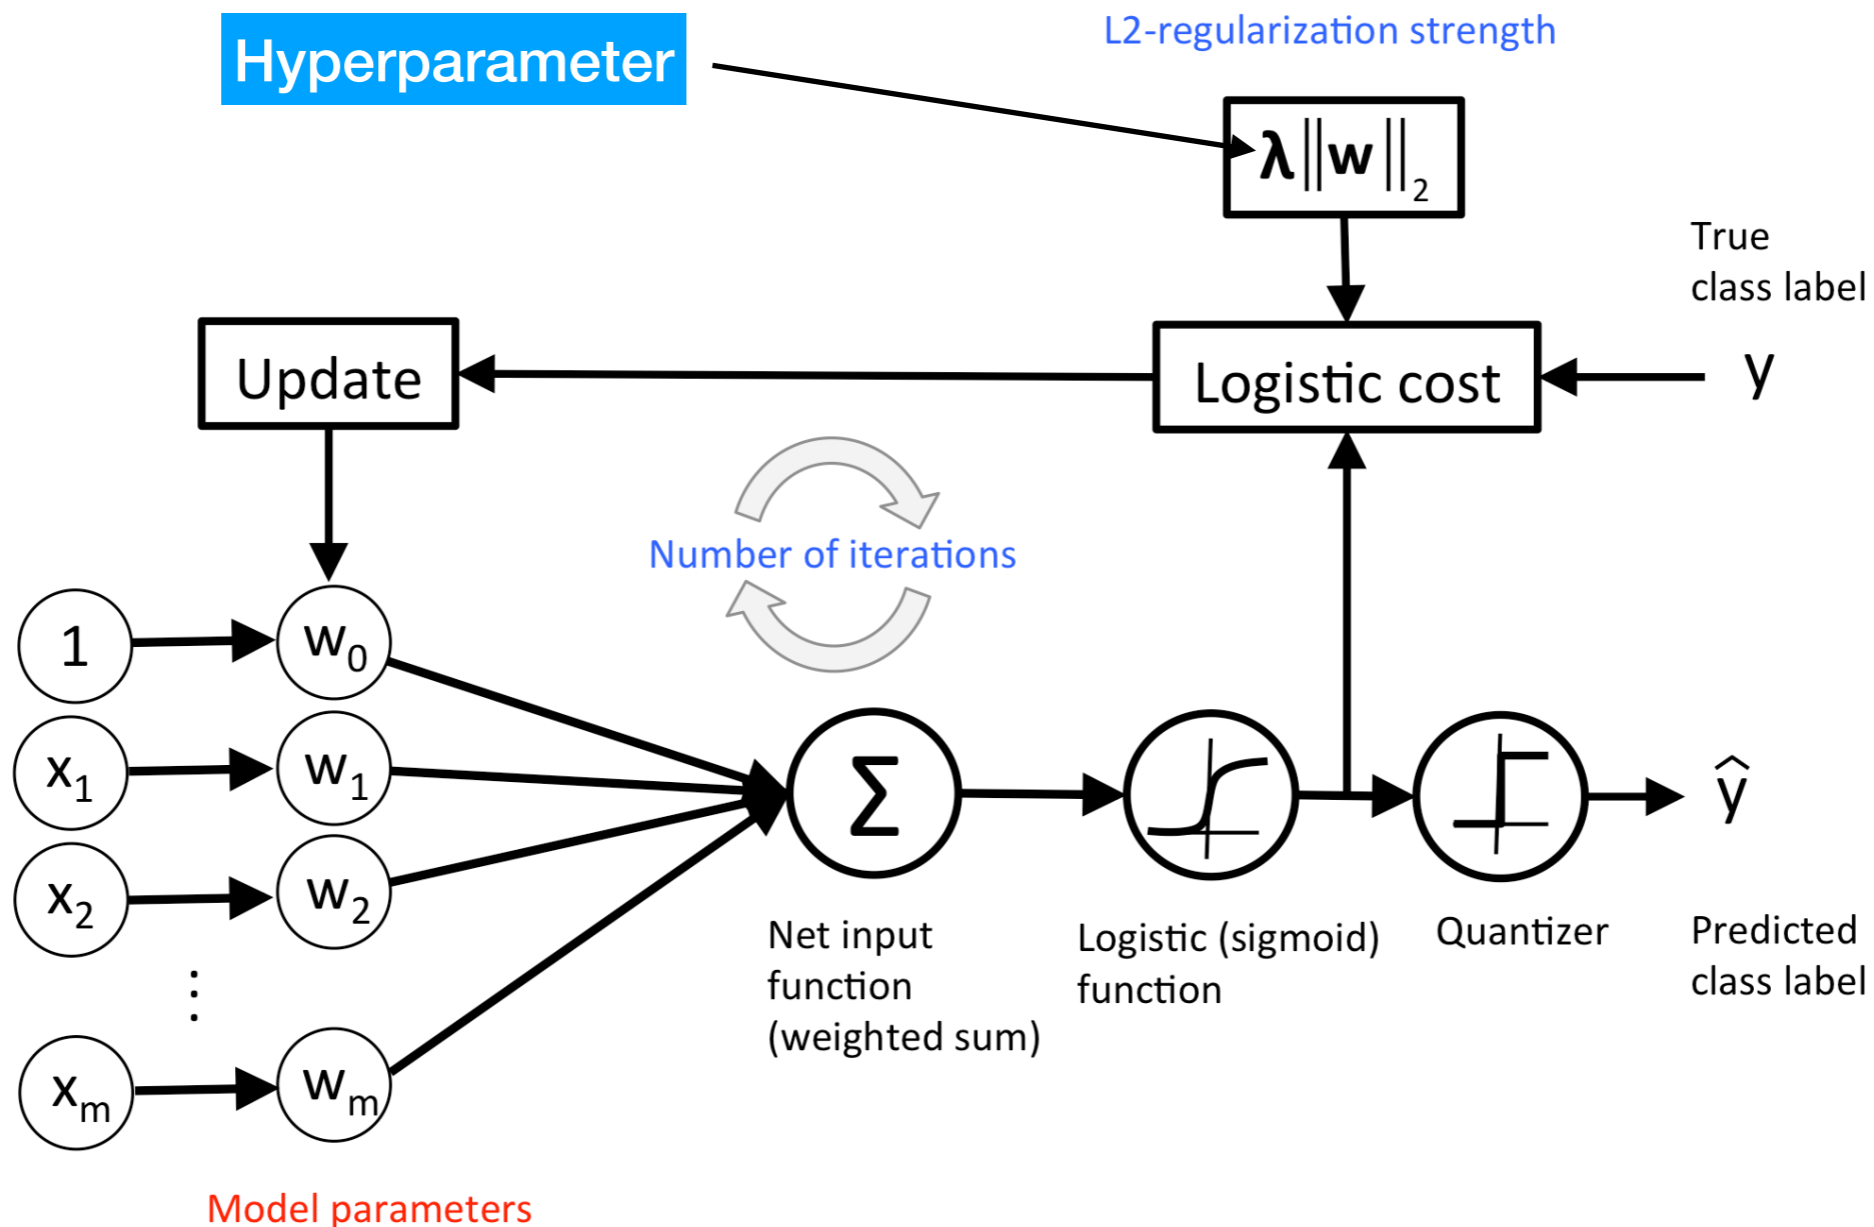 L2-regularization strength
Hyperparameter
λ||w||₂
True
class label
Update
Logistic cost
y
Number of iterations
1
w₀
x₁
w₁
x₂
w₂
⋮
xₘ
wₘ
Σ
ŷ
Net input
function
(weighted sum)
Logistic (sigmoid)
function
Quantizer
Predicted
class label
Model parameters